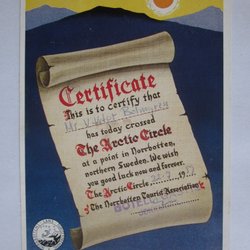 Certificate
This is to certify that
Mr
has today crossed
The Arctic Circle
at a point in Norrbotten,
northern Sweden. We wish
you good luck now and forever.
The Arctic Circle
The Norrbotten Tourist Association